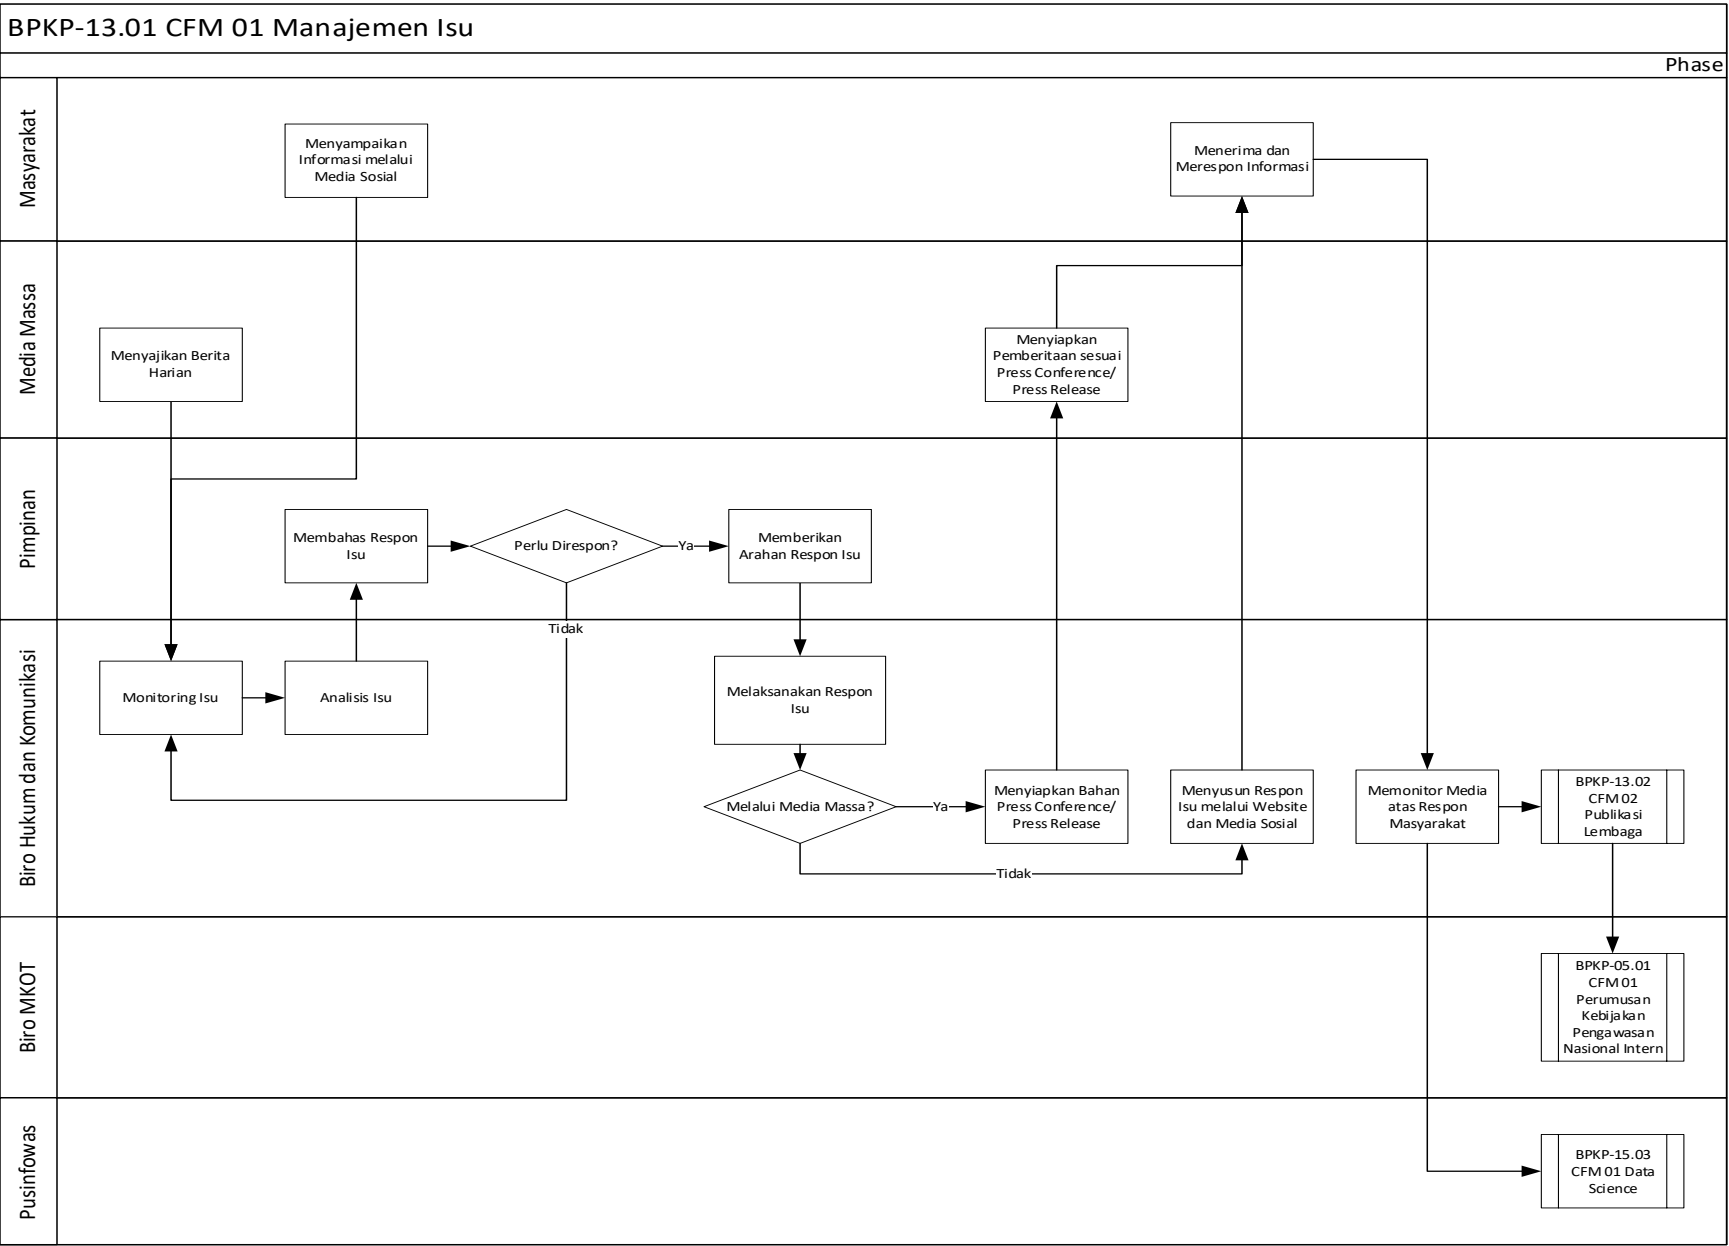 BPKP-13.01 CFM 01 Manajemen Isu
Phase
Masyarakat
Menyampaikan
Informasi melalui
Media Sosial
Menerima dan
Merespon Informasi
Media Massa
Menyajikan Berita
Harian
Menyiapkan
Pemberitaan sesuai
Press Conference/
Press Release
Pimpinan
Membahas Respon
Isu
Perlu Direspon?
Ya
Memberikan
Arahan Respon Isu
Tidak
Biro Hukum dan Komunikasi
Monitoring Isu
Analisis Isu
Melaksanakan Respon
Isu
Melalui Media Massa?
Ya
Menyiapkan Bahan
Press Conference/
Press Release
Menyusun Respon
Isu melalui Website
dan Media Sosial
Memonitor Media
atas Respon
Masyarakat
BPKP-13.02
CFM 02
Publikasi
Lembaga
Tidak
Biro MKOT
BPKP-05.01
CFM 01
Perumusan
Kebijakan
Pengawasan
Nasional Intern
Pusinfowas
BPKP-15.03
CFM 01 Data
Science